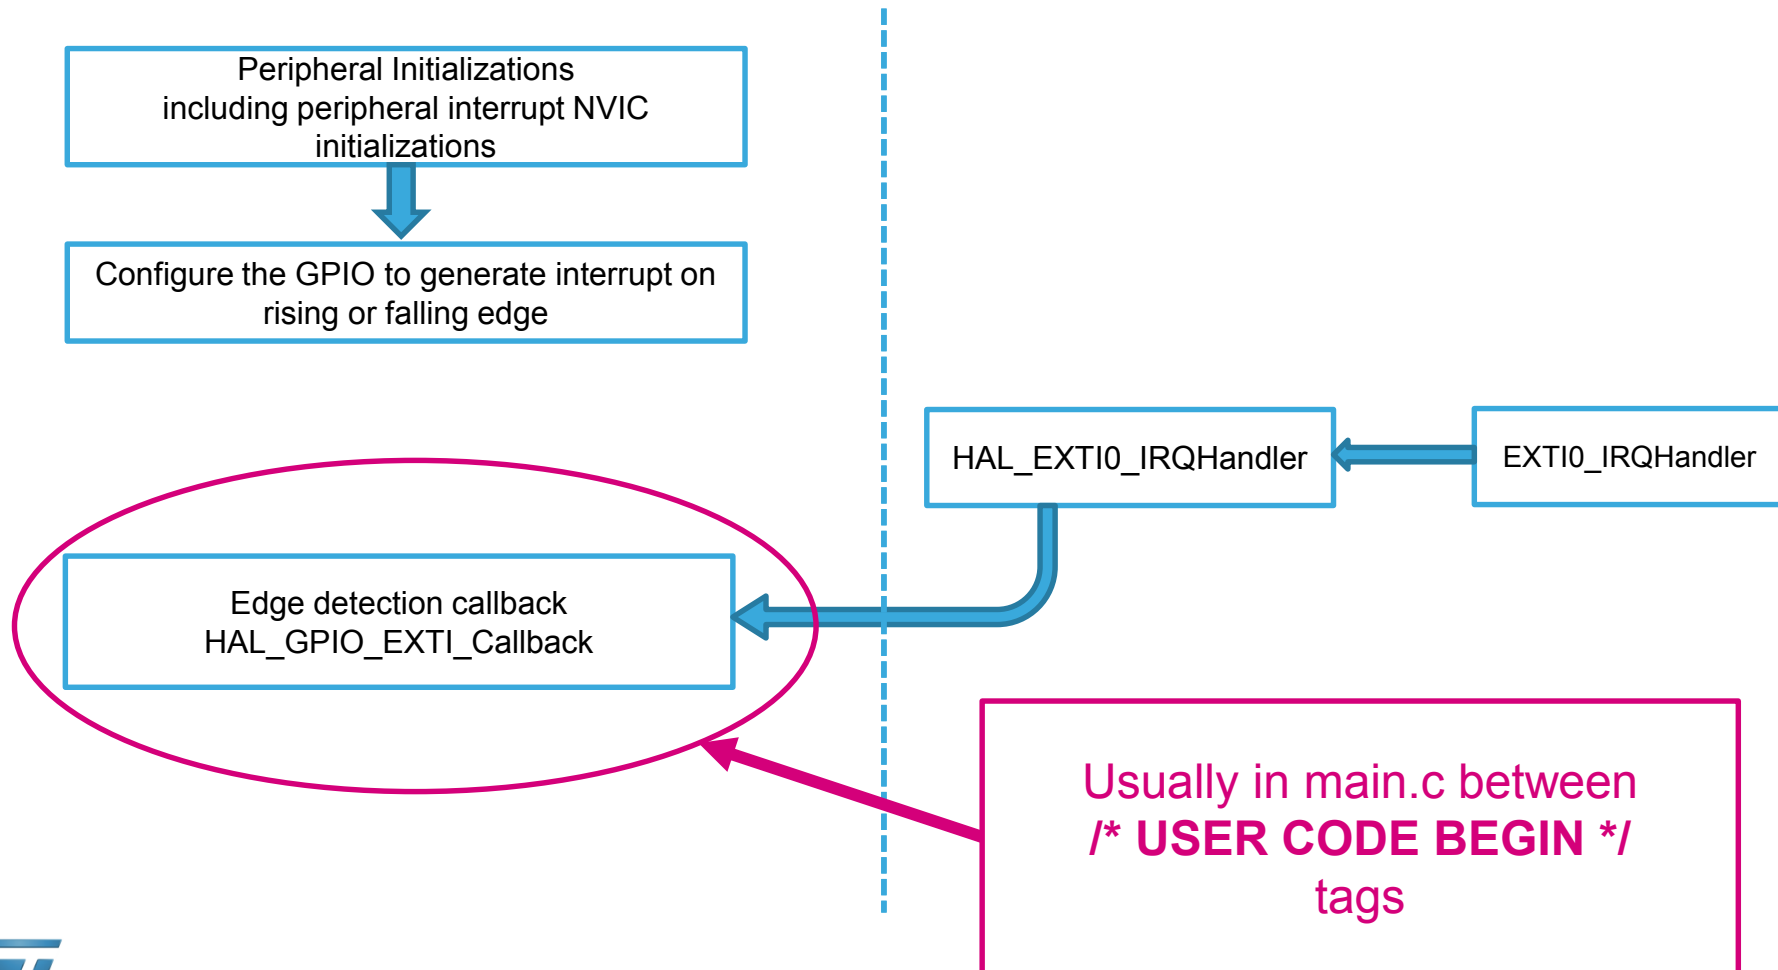 Peripheral Initializations
including peripheral interrupt NVIC
initializations
Configure the GPIO to generate interrupt on
rising or falling edge
HAL_EXTI0_IRQHandler
EXTI0_IRQHandler
Edge detection callback
HAL_GPIO_EXTI_Callback
Usually in main.c between
/* USER CODE BEGIN */
tags